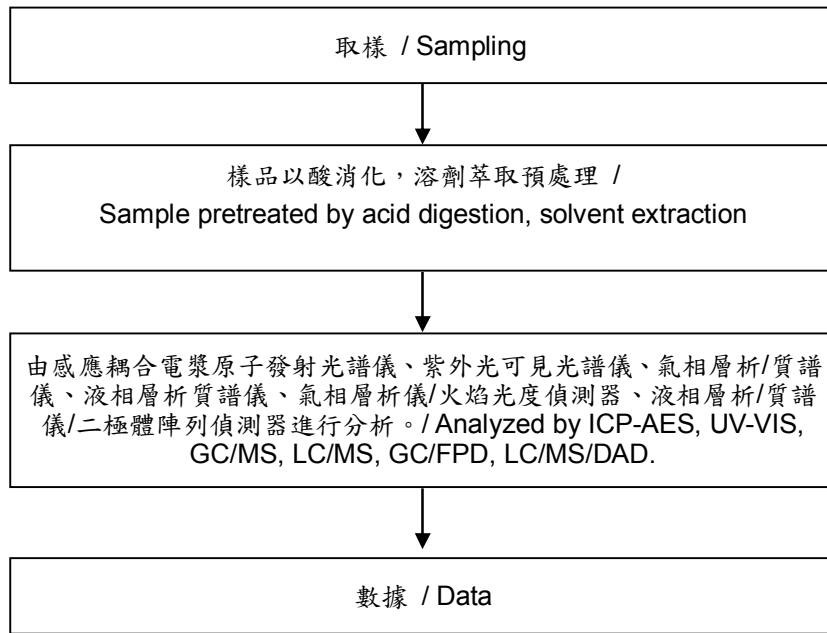 取樣 / Sampling
樣品以酸消化，溶劑萃取預處理 /
Sample pretreated by acid digestion, solvent extraction
由感應耦合電漿原子發射光譜儀、紫外光可見光譜儀、氣相層析/質譜
儀、液相層析質譜儀、氣相層析儀/火焰光度偵測器、液相層析/質譜
儀/二極體陣列偵測器進行分析。/ Analyzed by ICP-AES, UV-VIS,
GC/MS, LC/MS, GC/FPD, LC/MS/DAD.
數據 / Data